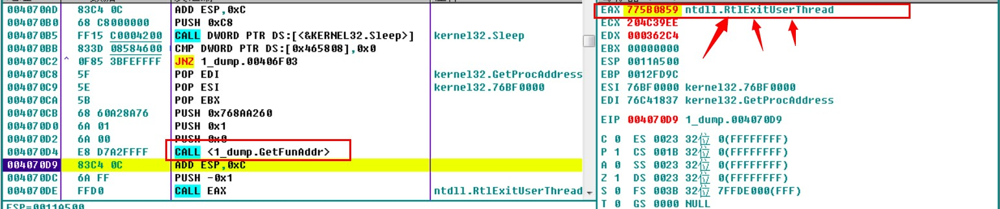 004070AD 83C4 0C ADD ESP,0xC
004070B0 68 C8000000 PUSH 0xC8
004070B5 FF15 C0004200 CALL DWORD PTR DS:[<&KERNEL32.Sleep>] kernel32.Sleep
004070BB 833D 08584600 CMP DWORD PTR DS:[0x465808],0x0
004070C2 ^ 0F85 3BFEFFFF JNZ 1_dump.00406F03
004070C8 5F POP EDI kernel32.GetProcAddress
004070C9 5E POP ESI kernel32.76BF0000
004070CA 5B POP EBX
004070CB 68 60A28A76 PUSH 0x768AA260
004070D0 6A 01 PUSH 0x1
004070D2 6A 00 PUSH 0x0
004070D4 E8 D7A2FFFF CALL <1_dump.GetFunAddr>
004070D9 83C4 0C ADD ESP,0xC
004070DC 6A FF PUSH -0x1
004070DE FFD0 CALL EAX ntdll.RtlExitUserThread
ESP=0011A500
EAX 775B0859 ntdll.RtlExitUserThread
ECX 204C39EE
EDX 000362C4
EBX 00000000
ESP 0011A500
EBP 0012FD9C
ESI 76BF0000 kernel32.76BF0000
EDI 76C41837 kernel32.GetProcAddress
EIP 004070D9 1_dump.004070D9
C 0 ES 0023 32位 0(FFFFFFFF)
P 1 CS 001B 32位 0(FFFFFFFF)
A 0 SS 0023 32位 0(FFFFFFFF)
Z 1 DS 0023 32位 0(FFFFFFFF)
S 0 FS 003B 32位 7FFDE000(FFF)
T 0 GS 0000 NULL